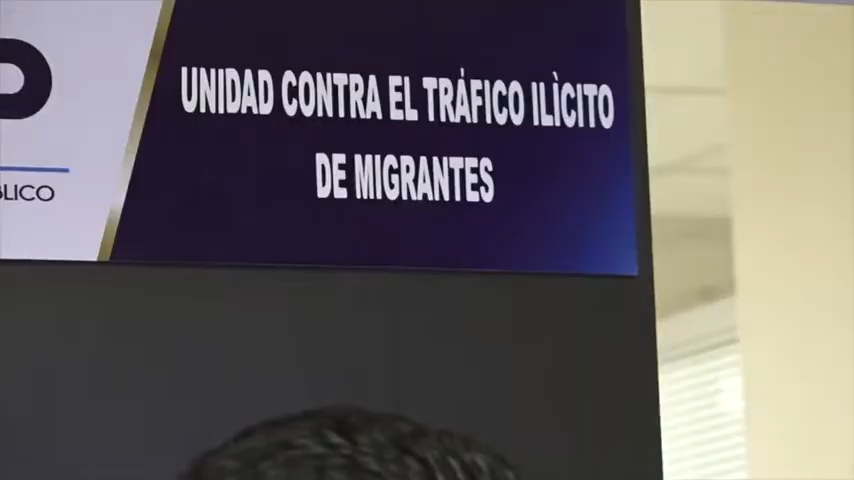 UNIDAD CONTRA EL TRÁFICO ILÌCITO
DE MIGRANTES